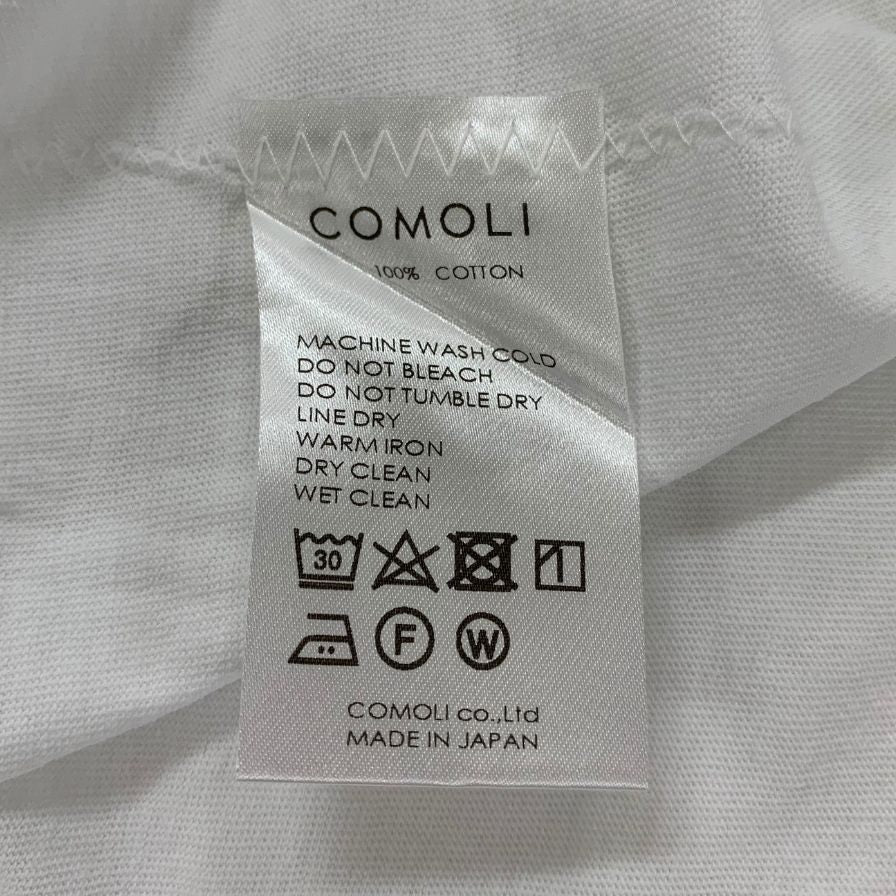 COMOLI
100% COTTON
MACHINE WASH COLD
DO NOT BLEACH
DO NOT TUMBLE DRY
LINE DRY
WARM IRON
DRY CLEAN
WET CLEAN
30
F W
COMOLI co.,Ltd
MADE IN JAPAN